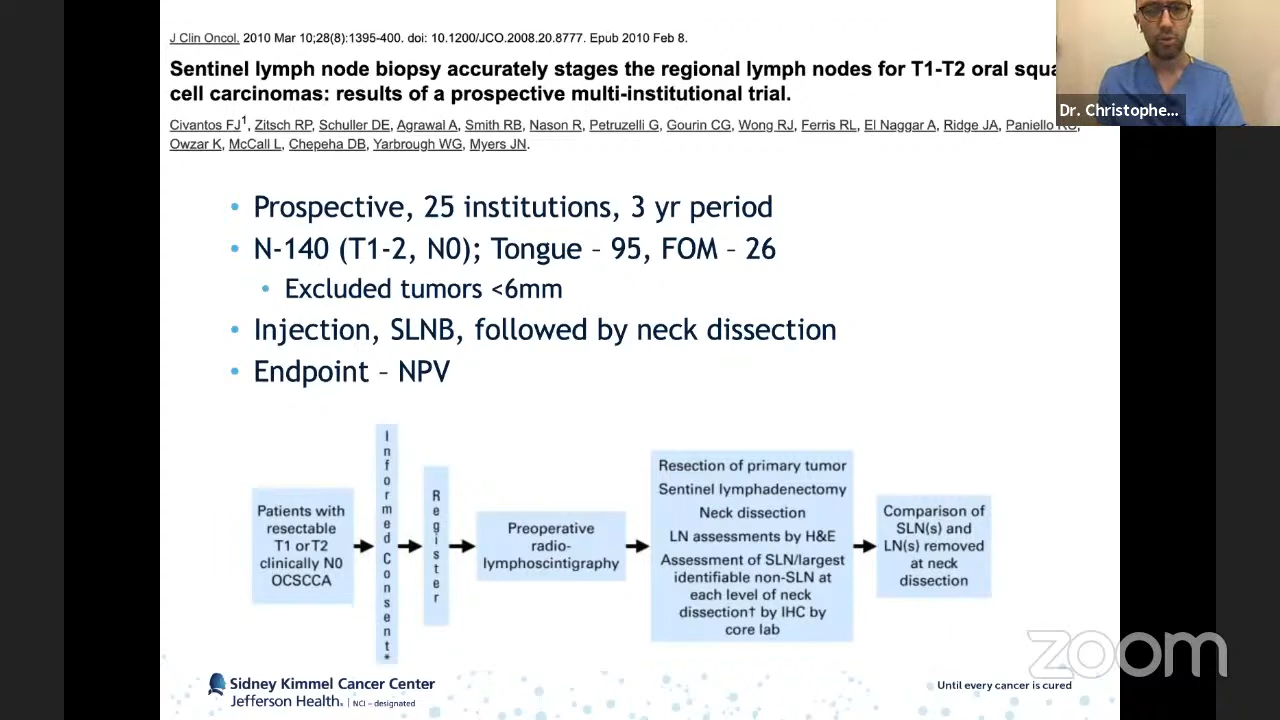 J Clin Oncol. 2010 Mar 10;28(8):1395-400. doi: 10.1200/JCO.2008.20.8777. Epub 2010 Feb 8.
Sentinel lymph node biopsy accurately stages the regional lymph nodes for T1-T2 oral squa
cell carcinomas: results of a prospective multi-institutional trial.
Civantos FJ1, Zitsch RP, Schuller DE, Agrawal A, Smith RB, Nason R, Petruzelli G, Gourin CG, Wong RJ, Ferris RL, El Naggar A, Ridge JA, Paniello RC,
Owzar K, McCall L, Chepeha DB, Yarbrough WG, Myers JN.
Dr. Christophe...
• Prospective, 25 institutions, 3 yr period
• N-140 (T1-2, N0); Tongue – 95, FOM – 26
• Excluded tumors <6mm
• Injection, SLNB, followed by neck dissection
• Endpoint – NPV
Patients with
resectable
T1 or T2
clinically N0
OCSCCA
Informed Consent*
Register
Preoperative
radio-
lymphoscintigraphy
Resection of primary tumor
Sentinel lymphadenectomy
Neck dissection
LN assessments by H&E
Assessment of SLN/largest
identifiable non-SLN at
each level of neck
dissection† by IHC by
core lab
Comparison of
SLN(s) and
LN(s) removed
at neck
dissection
zoom
Sidney Kimmel Cancer Center
Jefferson Health. | NCI – designated
Until every cancer is cured